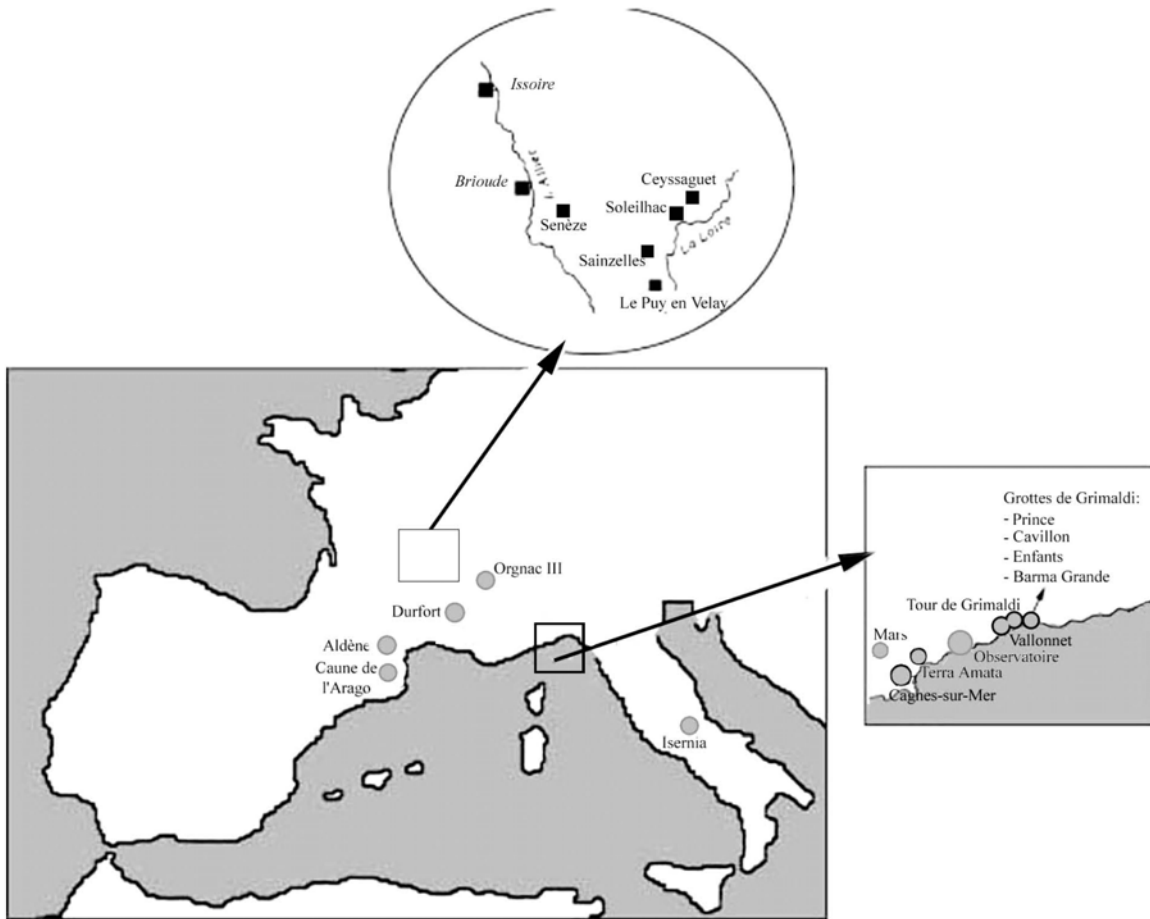 Issoire
Brioude
l'Allier
Senèze
Ceyssaguet
Soleilhac
La Loire
Sainzelles
Le Puy en Velay
Orgnac III
Durfort
Aldène
Caune de
l'Arago
Isernia
Grottes de Grimaldi:
- Prince
- Cavillon
- Enfants
- Barma Grande
Tour de Grimaldi
Mars
Vallonnet
Observatoire
Terra Amata
Cagnes-sur-Mer